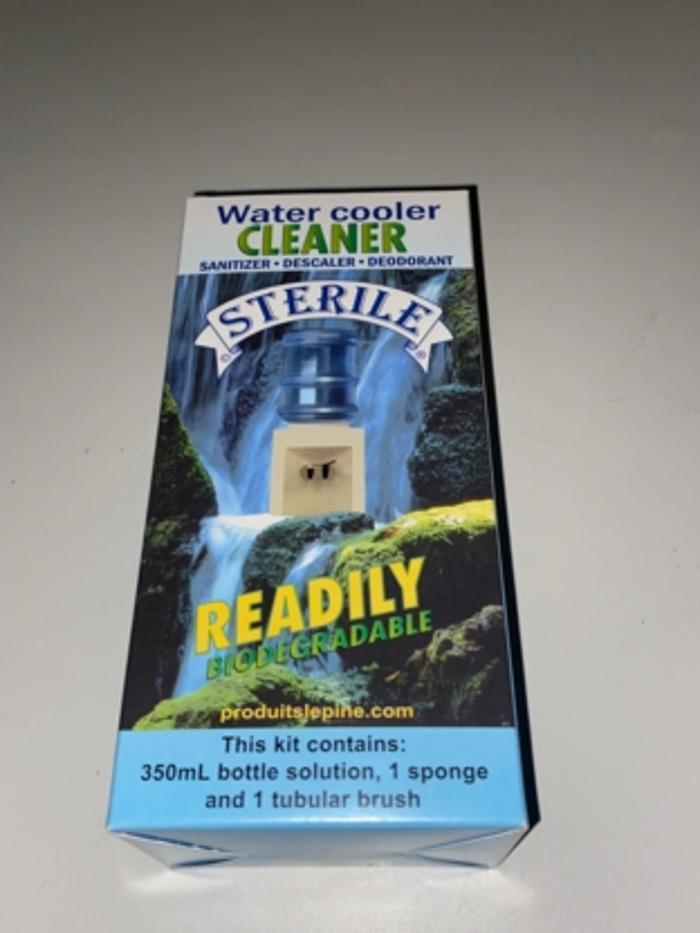 Water cooler
CLEANER
SANITIZER • DESCALER • DEODORANT
STERILE
© ®
READILY
BIODEGRADABLE
produitslepine.com
This kit contains:
350mL bottle solution, 1 sponge
and 1 tubular brush